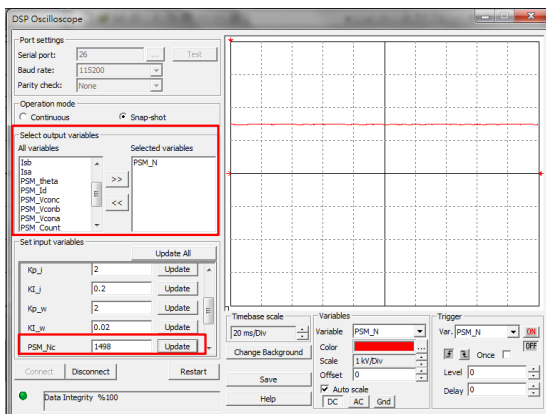 DSP Oscilloscope
Port settings
Serial port: 26 ... Test
Baud rate: 115200
Parity check: None
Operation mode
Continuous Snap-shot
Select output variables
All variables Selected variables
Isb
Isa
PSM_theta
PSM_Id
PSM_Vconc
PSM_Vconb
PSM_Vcona
PSM_Count
>>
<<
PSM_N
Set input variables
Update All
Kp_i 2 Update
KI_i 0.2 Update
Kp_w 2 Update
KI_w 0.02 Update
PSM_Nc 1498 Update
Connect Disconnect Restart
Data Integrity %100
Timebase scale
20 ms/Div
Change Background
Save
Help
Variables
Variable PSM_N
Color ...
Scale 1 kV/Div
Offset 0
Auto scale
DC AC Gnd
Trigger
Var. PSM_N ON
OFF
Once
Level 0
Delay 0